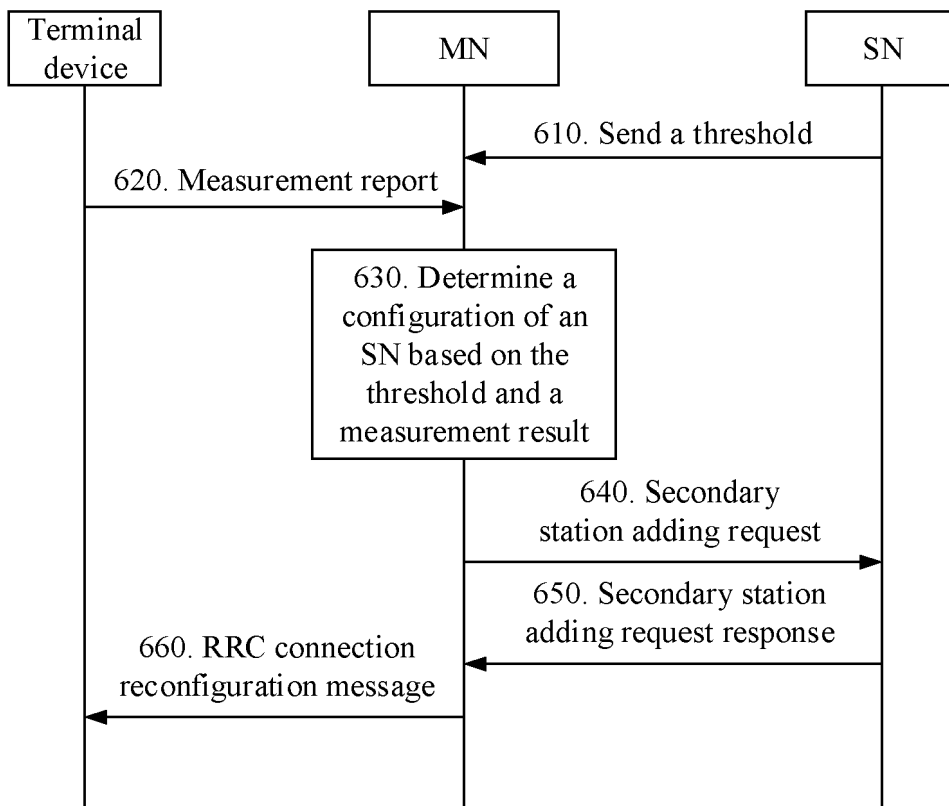 Terminal
device
MN
SN
610. Send a threshold
620. Measurement report
630. Determine a
configuration of an
SN based on the
threshold and a
measurement result
640. Secondary
station adding request
650. Secondary station
adding request response
660. RRC connection
reconfiguration message